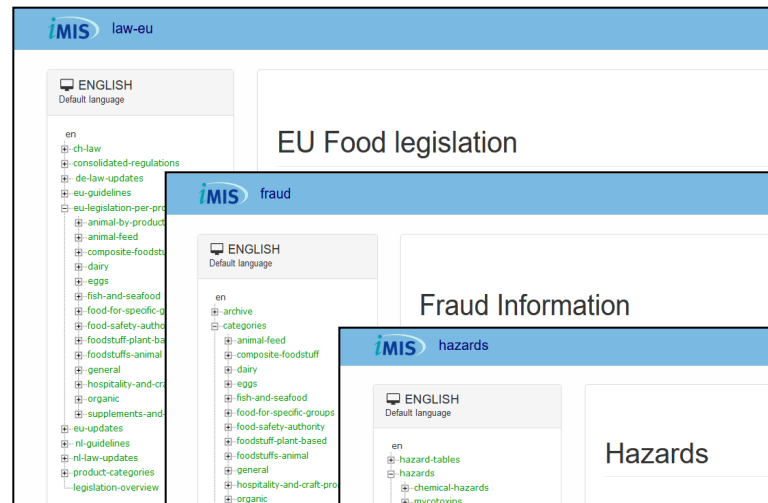 iMIS law-eu
ENGLISH
Default language
en
ch-law
consolidated-regulations
de-law-updates
eu-guidelines
eu-legislation-per-pro
animal-by-product
animal-feed
composite-foodstu
dairy
eggs
fish-and-seafood
food-for-specific-g
food-safety-autho
foodstuff-plant-ba
foodstuffs-animal
general
hospitality-and-cra
organic
supplements-and-
eu-updates
nl-guidelines
nl-law-updates
product-categories
legislation-overview
EU Food legislation
iMIS fraud
ENGLISH
Default language
en
archive
categories
animal-feed
composite-foodstuff
dairy
eggs
fish-and-seafood
food-for-specific-groups
food-safety-authority
foodstuff-plant-based
foodstuffs-animal
general
hospitality-and-craft-pro
organic
Fraud Information
iMIS hazards
ENGLISH
Default language
en
hazard-tables
hazards
chemical-hazards
mycotoxins
Hazards